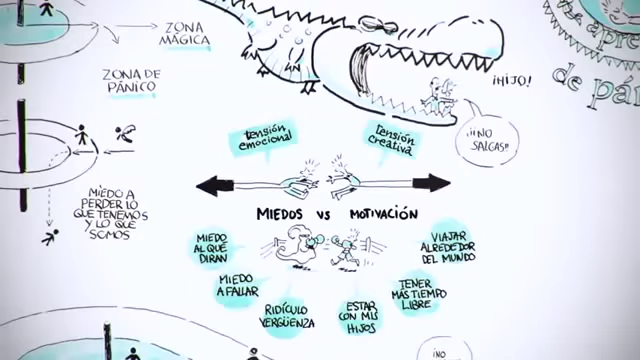 ZONA
MÁGICA
ZONA DE
PÁNICO
¡HIJO!
¡¡NO
SALGAS!!
de
de
tensión
emocional
tensión
creativa
MIEDO A
PERDER LO
QUE TENEMOS
Y LO QUE
SOMOS
MIEDOS VS MOTIVACIÓN
MIEDO
AL QUÉ
DIRÁN
MIEDO
A FALLAR
RIDÍCULO
VERGÜENZA
ESTAR
CON MIS
HIJOS
TENER
MÁS TIEMPO
LIBRE
VIAJAR
ALREDEDOR
DEL MUNDO
¡NO